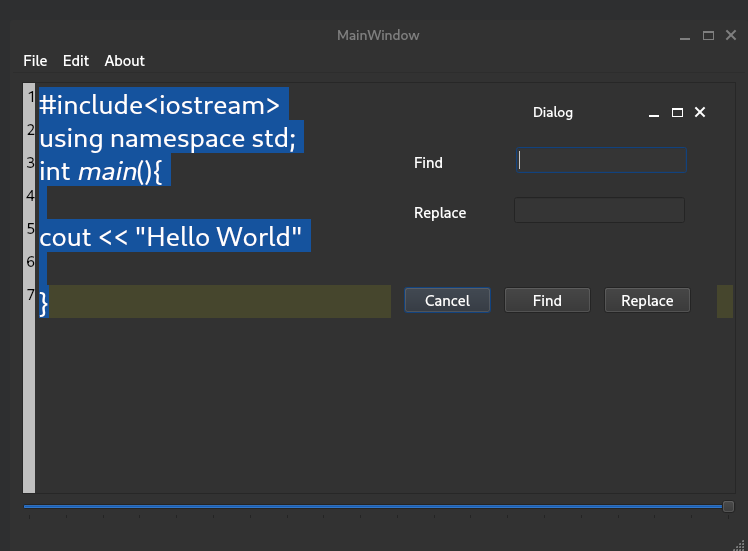 MainWindow
File Edit About
1 #include<iostream>
2 using namespace std;
3 int main(){
4
5 cout << "Hello World"
6
7 }
Dialog
Find
Replace
Cancel Find Replace